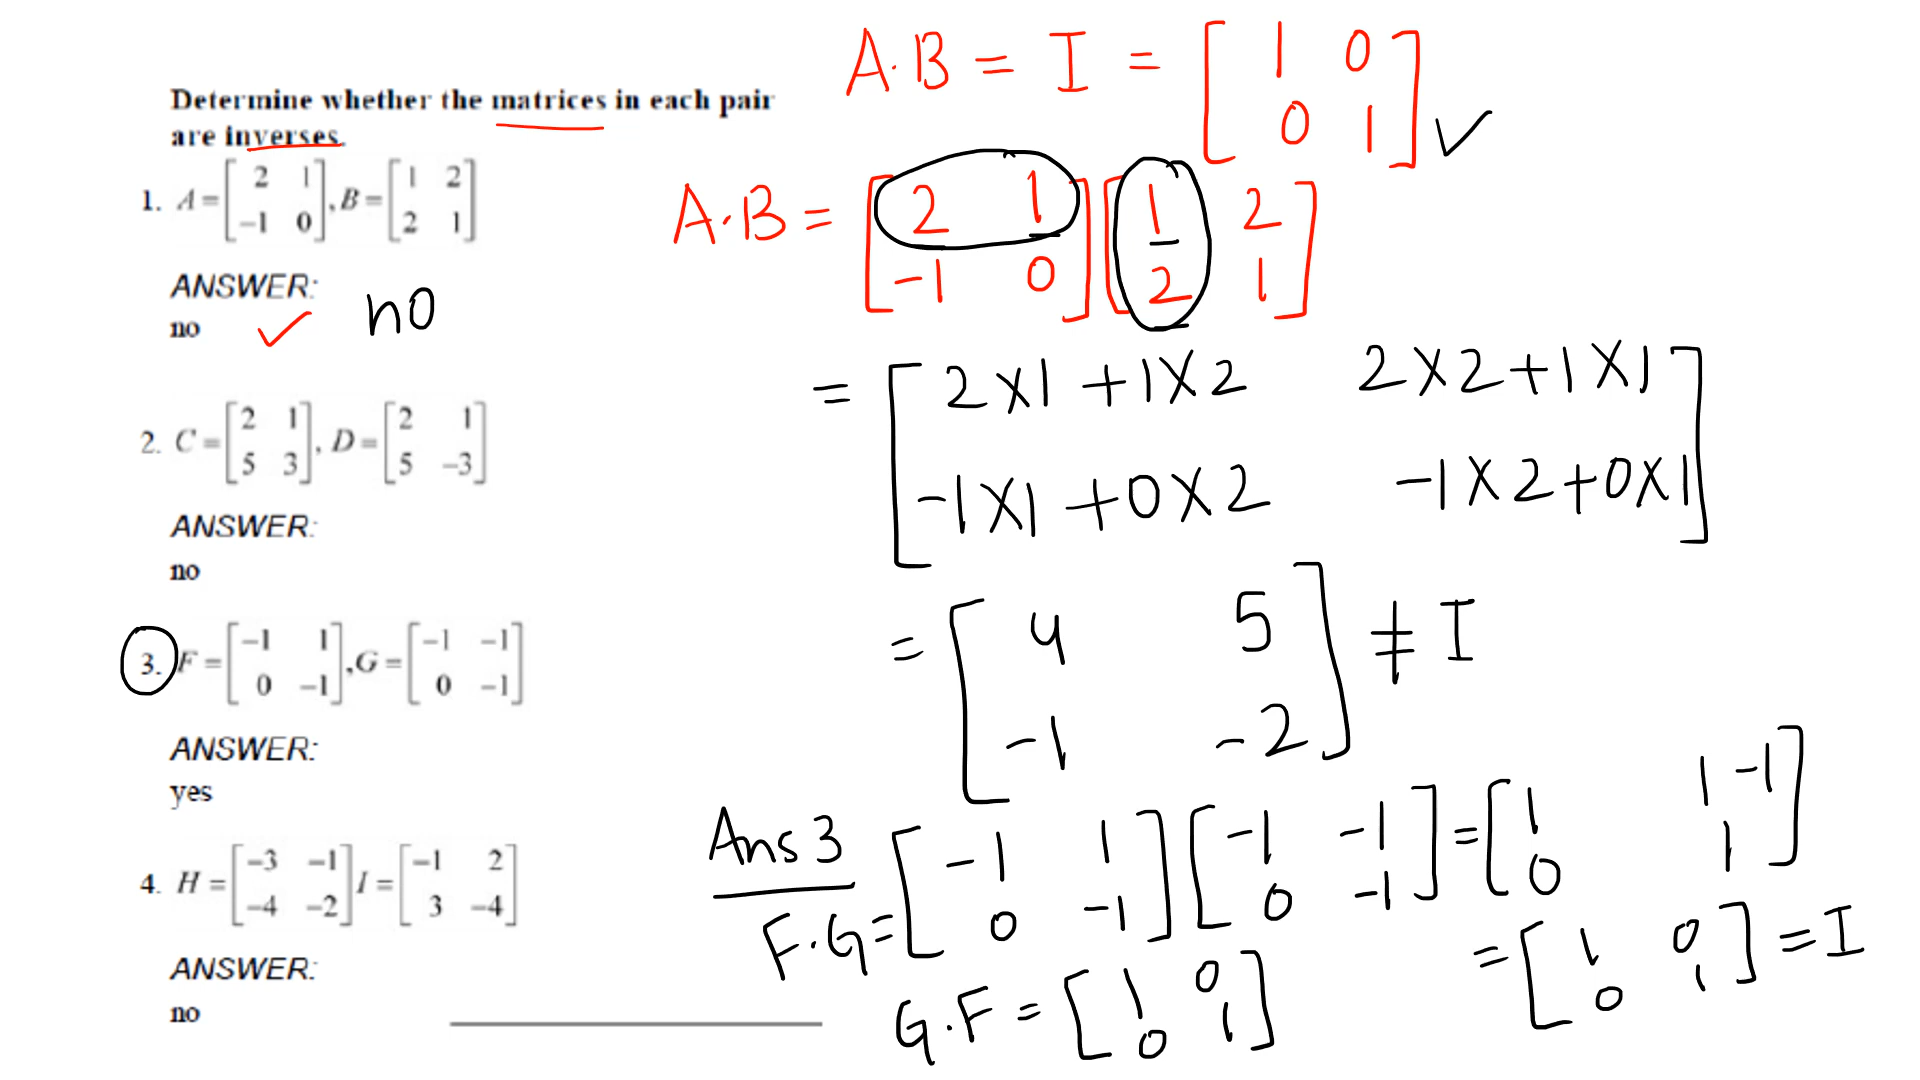 Determine whether the matrices in each pair
are inverses.
1. A = [2 1
-1 0], B = [1 2
2 1]
ANSWER:
no
no
2. C = [2 1
5 3], D = [2 1
5 -3]
ANSWER:
no
3. F = [-1 1
0 -1], G = [-1 -1
0 -1]
ANSWER:
yes
4. H = [-3 -1
-4 -2] I = [-1 2
3 -4]
ANSWER:
no
A·B = I = [1 0
0 1]
A·B = [2 1
-1 0] [1 2
2 1]
= [2×1+1×2 2×2+1×1
-1×1+0×2 -1×2+0×1]
= [4 5
-1 -2] ≠ I
Ans 3
F·G = [-1 1
0 -1] [-1 -1
0 -1] = [1 1-1
0 1]
= [1 0
0 1] = I
G·F = [1 0
0 1]